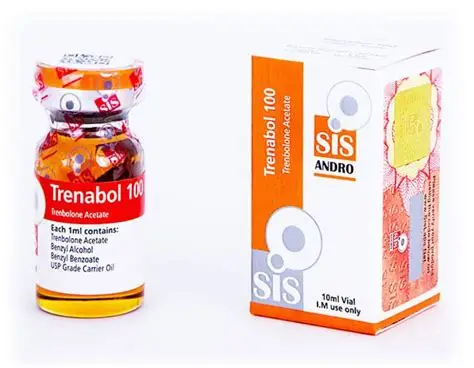 SIS
Trenabol 100
Trenbolone Acetate
Each 1ml contains:
Trenbolone Acetate
Benzyl Alcohol
Benzyl Benzoate
USP Grade Carrier Oil
Trenabol 100
Trenbolone Acetate
SIS
ANDRO
SIS
10ml Vial
I.M use only